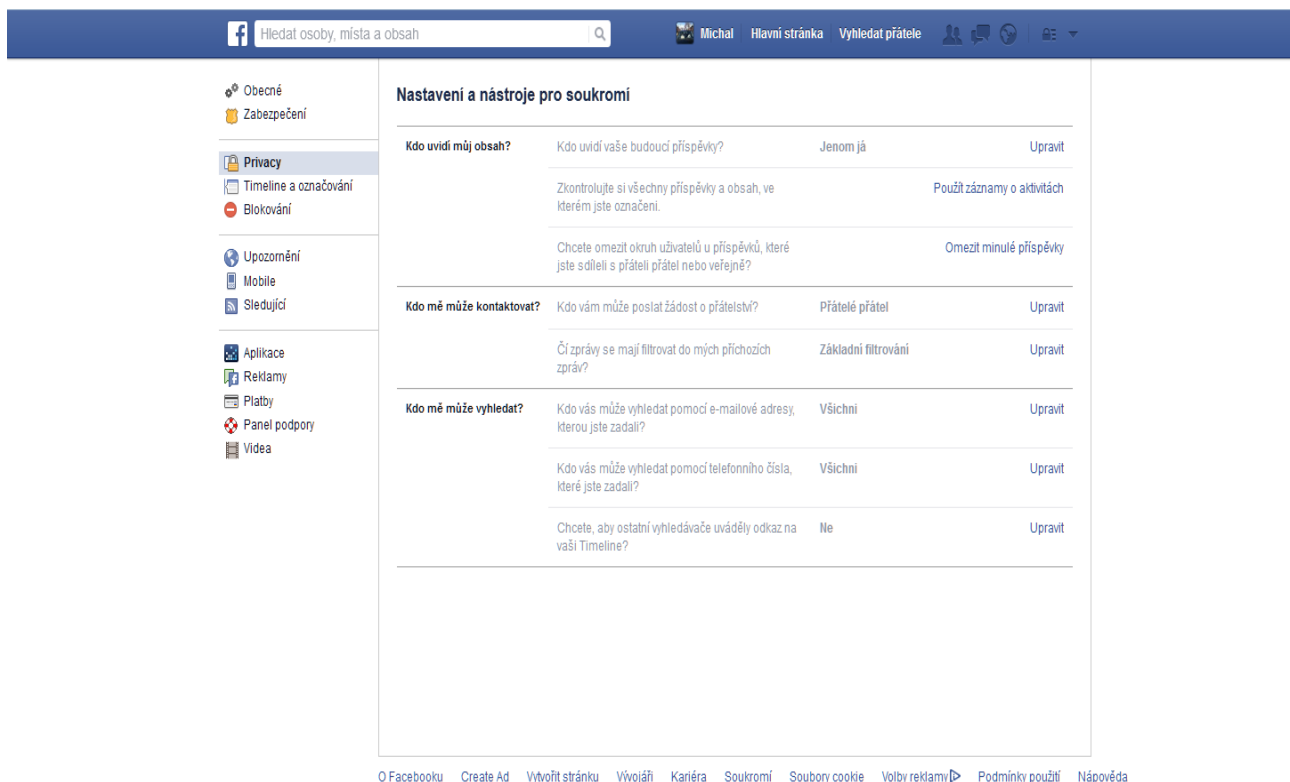 Hledat osoby, místa a obsah
Michal Hlavní stránka Vyhledat přátele
Obecné
Zabezpečení
Privacy
Timeline a označování
Blokování
Upozornění
Mobile
Sledující
Aplikace
Reklamy
Platby
Panel podpory
Videa
Nastavení a nástroje pro soukromí
Kdo uvidí můj obsah? Kdo uvidí vaše budoucí příspěvky? Jenom já Upravit
Zkontrolujte si všechny příspěvky a obsah, ve Použít záznamy o aktivitách
kterém jste označeni.
Chcete omezit okruh uživatelů u příspěvků, které Omezit minulé příspěvky
jste sdíleli s přáteli přátel nebo veřejně?
Kdo mě může kontaktovat? Kdo vám může poslat žádost o přátelství? Přátelé přátel Upravit
Čí zprávy se mají filtrovat do mých příchozích Základní filtrování Upravit
zpráv?
Kdo mě může vyhledat? Kdo vás může vyhledat pomocí e-mailové adresy, Všichni Upravit
kterou jste zadali?
Kdo vás může vyhledat pomocí telefonního čísla, Všichni Upravit
které jste zadali?
Chcete, aby ostatní vyhledávače uváděly odkaz na Ne Upravit
vaši Timeline?
O Facebooku Create Ad Vytvořit stránku Vývojáři Kariéra Soukromí Soubory cookie Volby reklamy Podmínky použití Nápověda